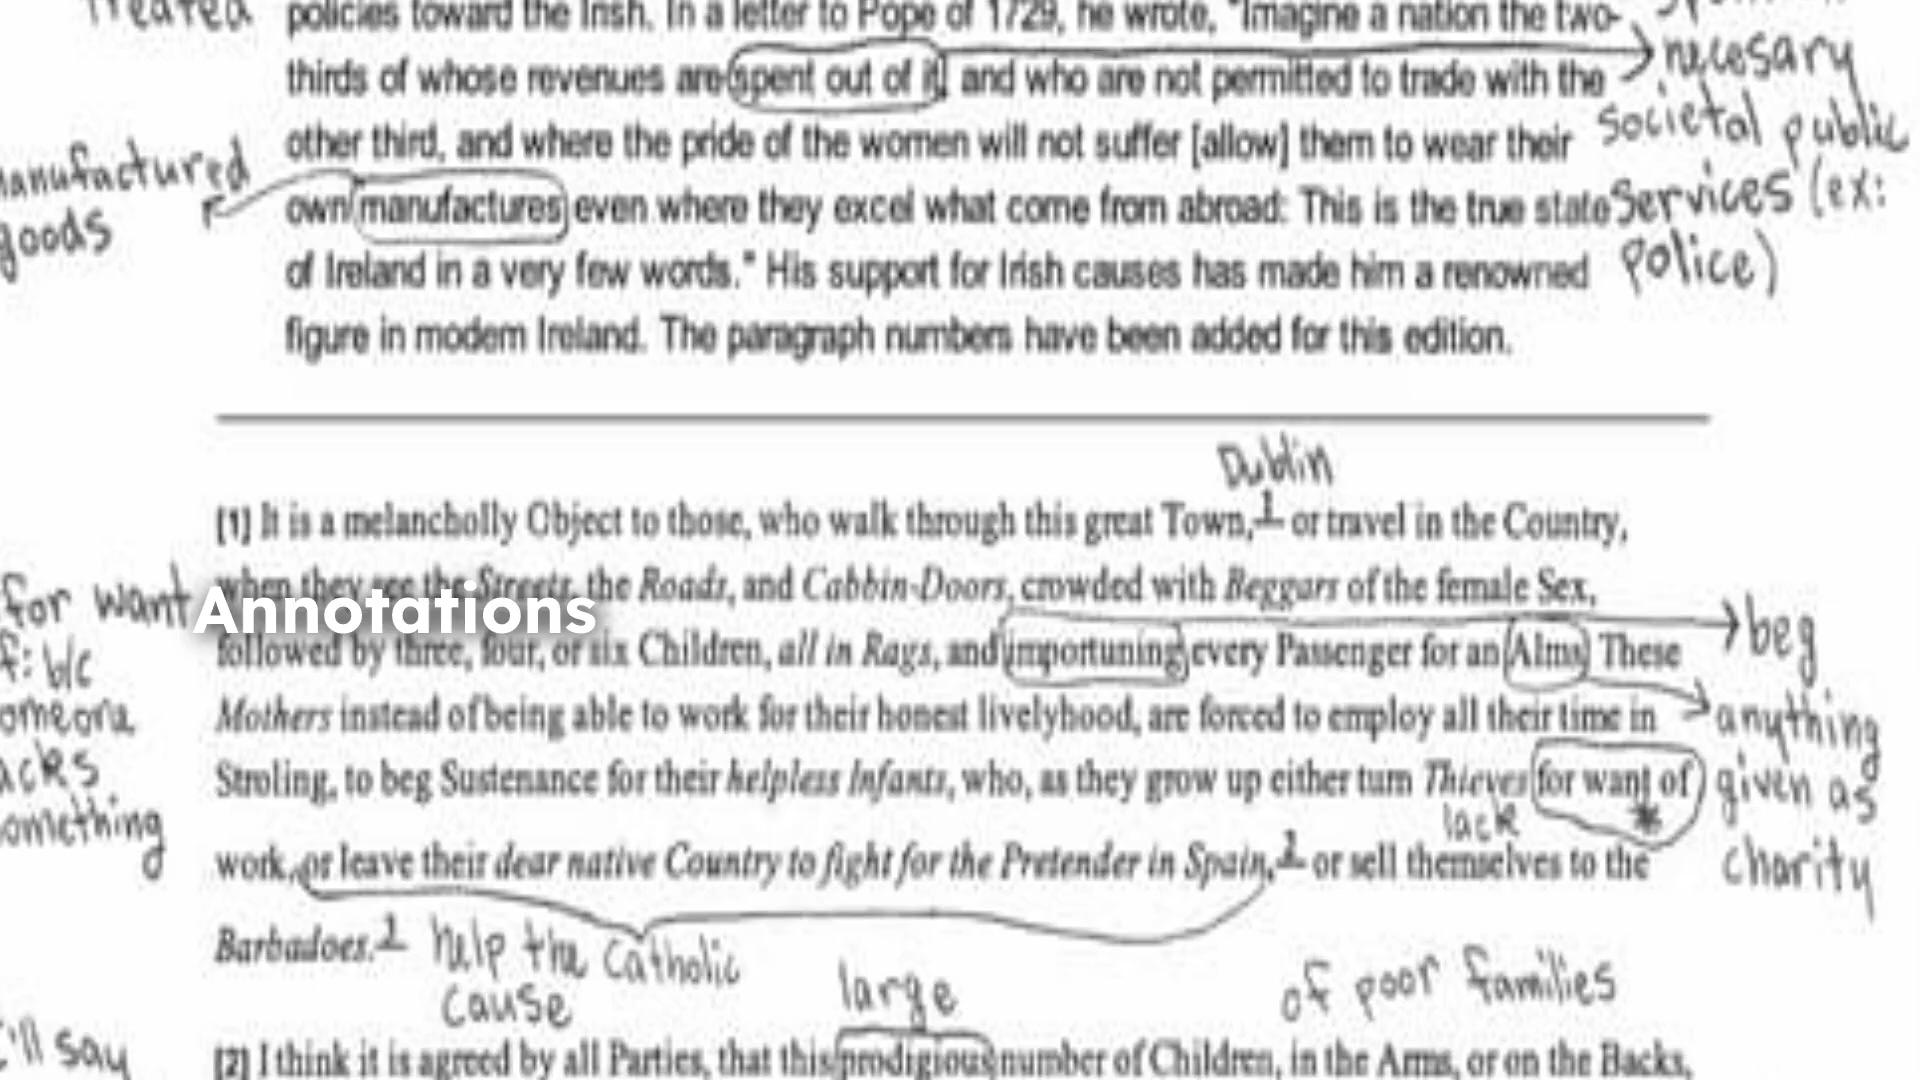 treated
policies toward the Irish. In a letter to Pope of 1729, he wrote, "Imagine a nation the two-
thirds of whose revenues are spent out of it, and who are not permitted to trade with the
necesary
other third, and where the pride of the women will not suffer [allow] them to wear their
societal public
manufactured
goods
own manufactures even where they excel what come from abroad: This is the true state
services (ex:
of Ireland in a very few words." His support for Irish causes has made him a renowned
police)
figure in modern Ireland. The paragraph numbers have been added for this edition.
Dublin
[1] It is a melancholly Object to those, who walk through this great Town,1 or travel in the Country,
when they see the Streets, the Roads, and Cabbin-Doors, crowded with Beggars of the female Sex,
for want
Annotations
beg
followed by three, four, or six Children, all in Rags, and importuning every Passenger for an Alms. These
f: b/c
Mothers instead of being able to work for their honest livelyhood, are forced to employ all their time in
anything
Stroling, to beg Sustenance for their helpless Infants, who, as they grow up either turn Thieves for want of
given as
acks
omething
lack *
work, or leave their dear native Country to fight for the Pretender in Spain,2 or sell themselves to the
charity
Barbadoes.3
help the Catholic
cause
large
of poor families
'll say
[2] I think it is agreed by all Parties, that this prodigious number of Children, in the Arms, or on the Backs,